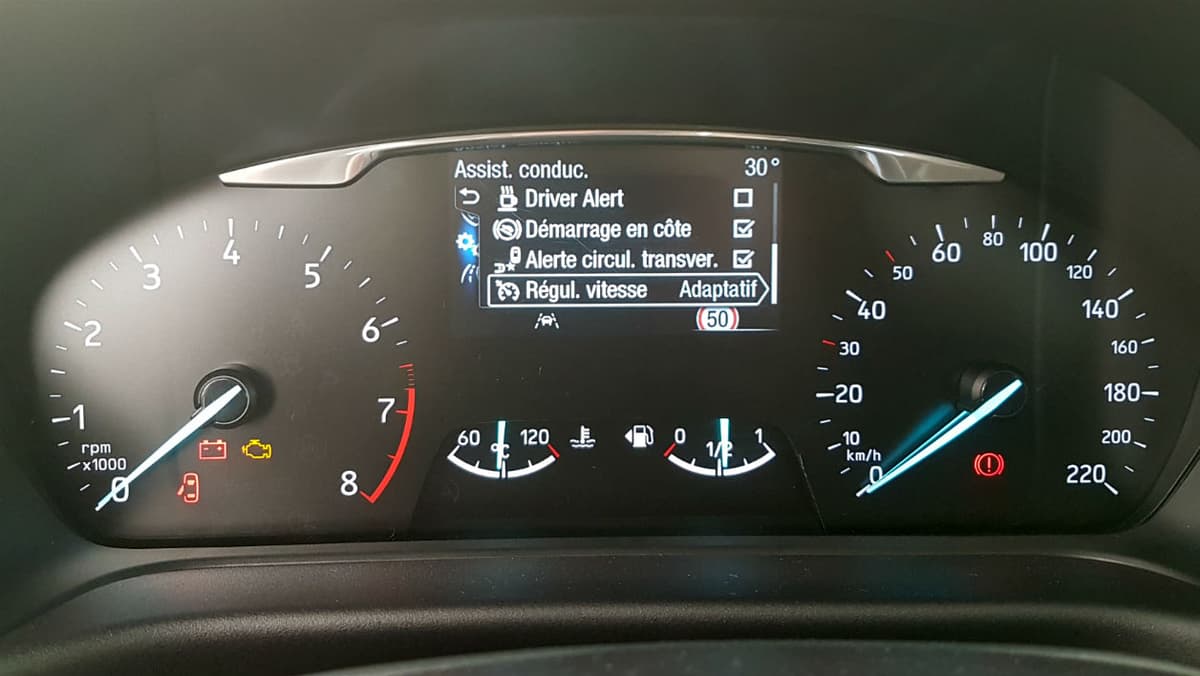 Assist. conduc. 30°
Driver Alert
Démarrage en côte
Alerte circul. transver.
Régul. vitesse Adaptatif
50
0
1
2
3
4
5
6
7
8
rpm
x1000
60 °C 120
0 1/2 1
0
10
20
30
40
50
60
80
100
120
140
160
180
200
220
km/h